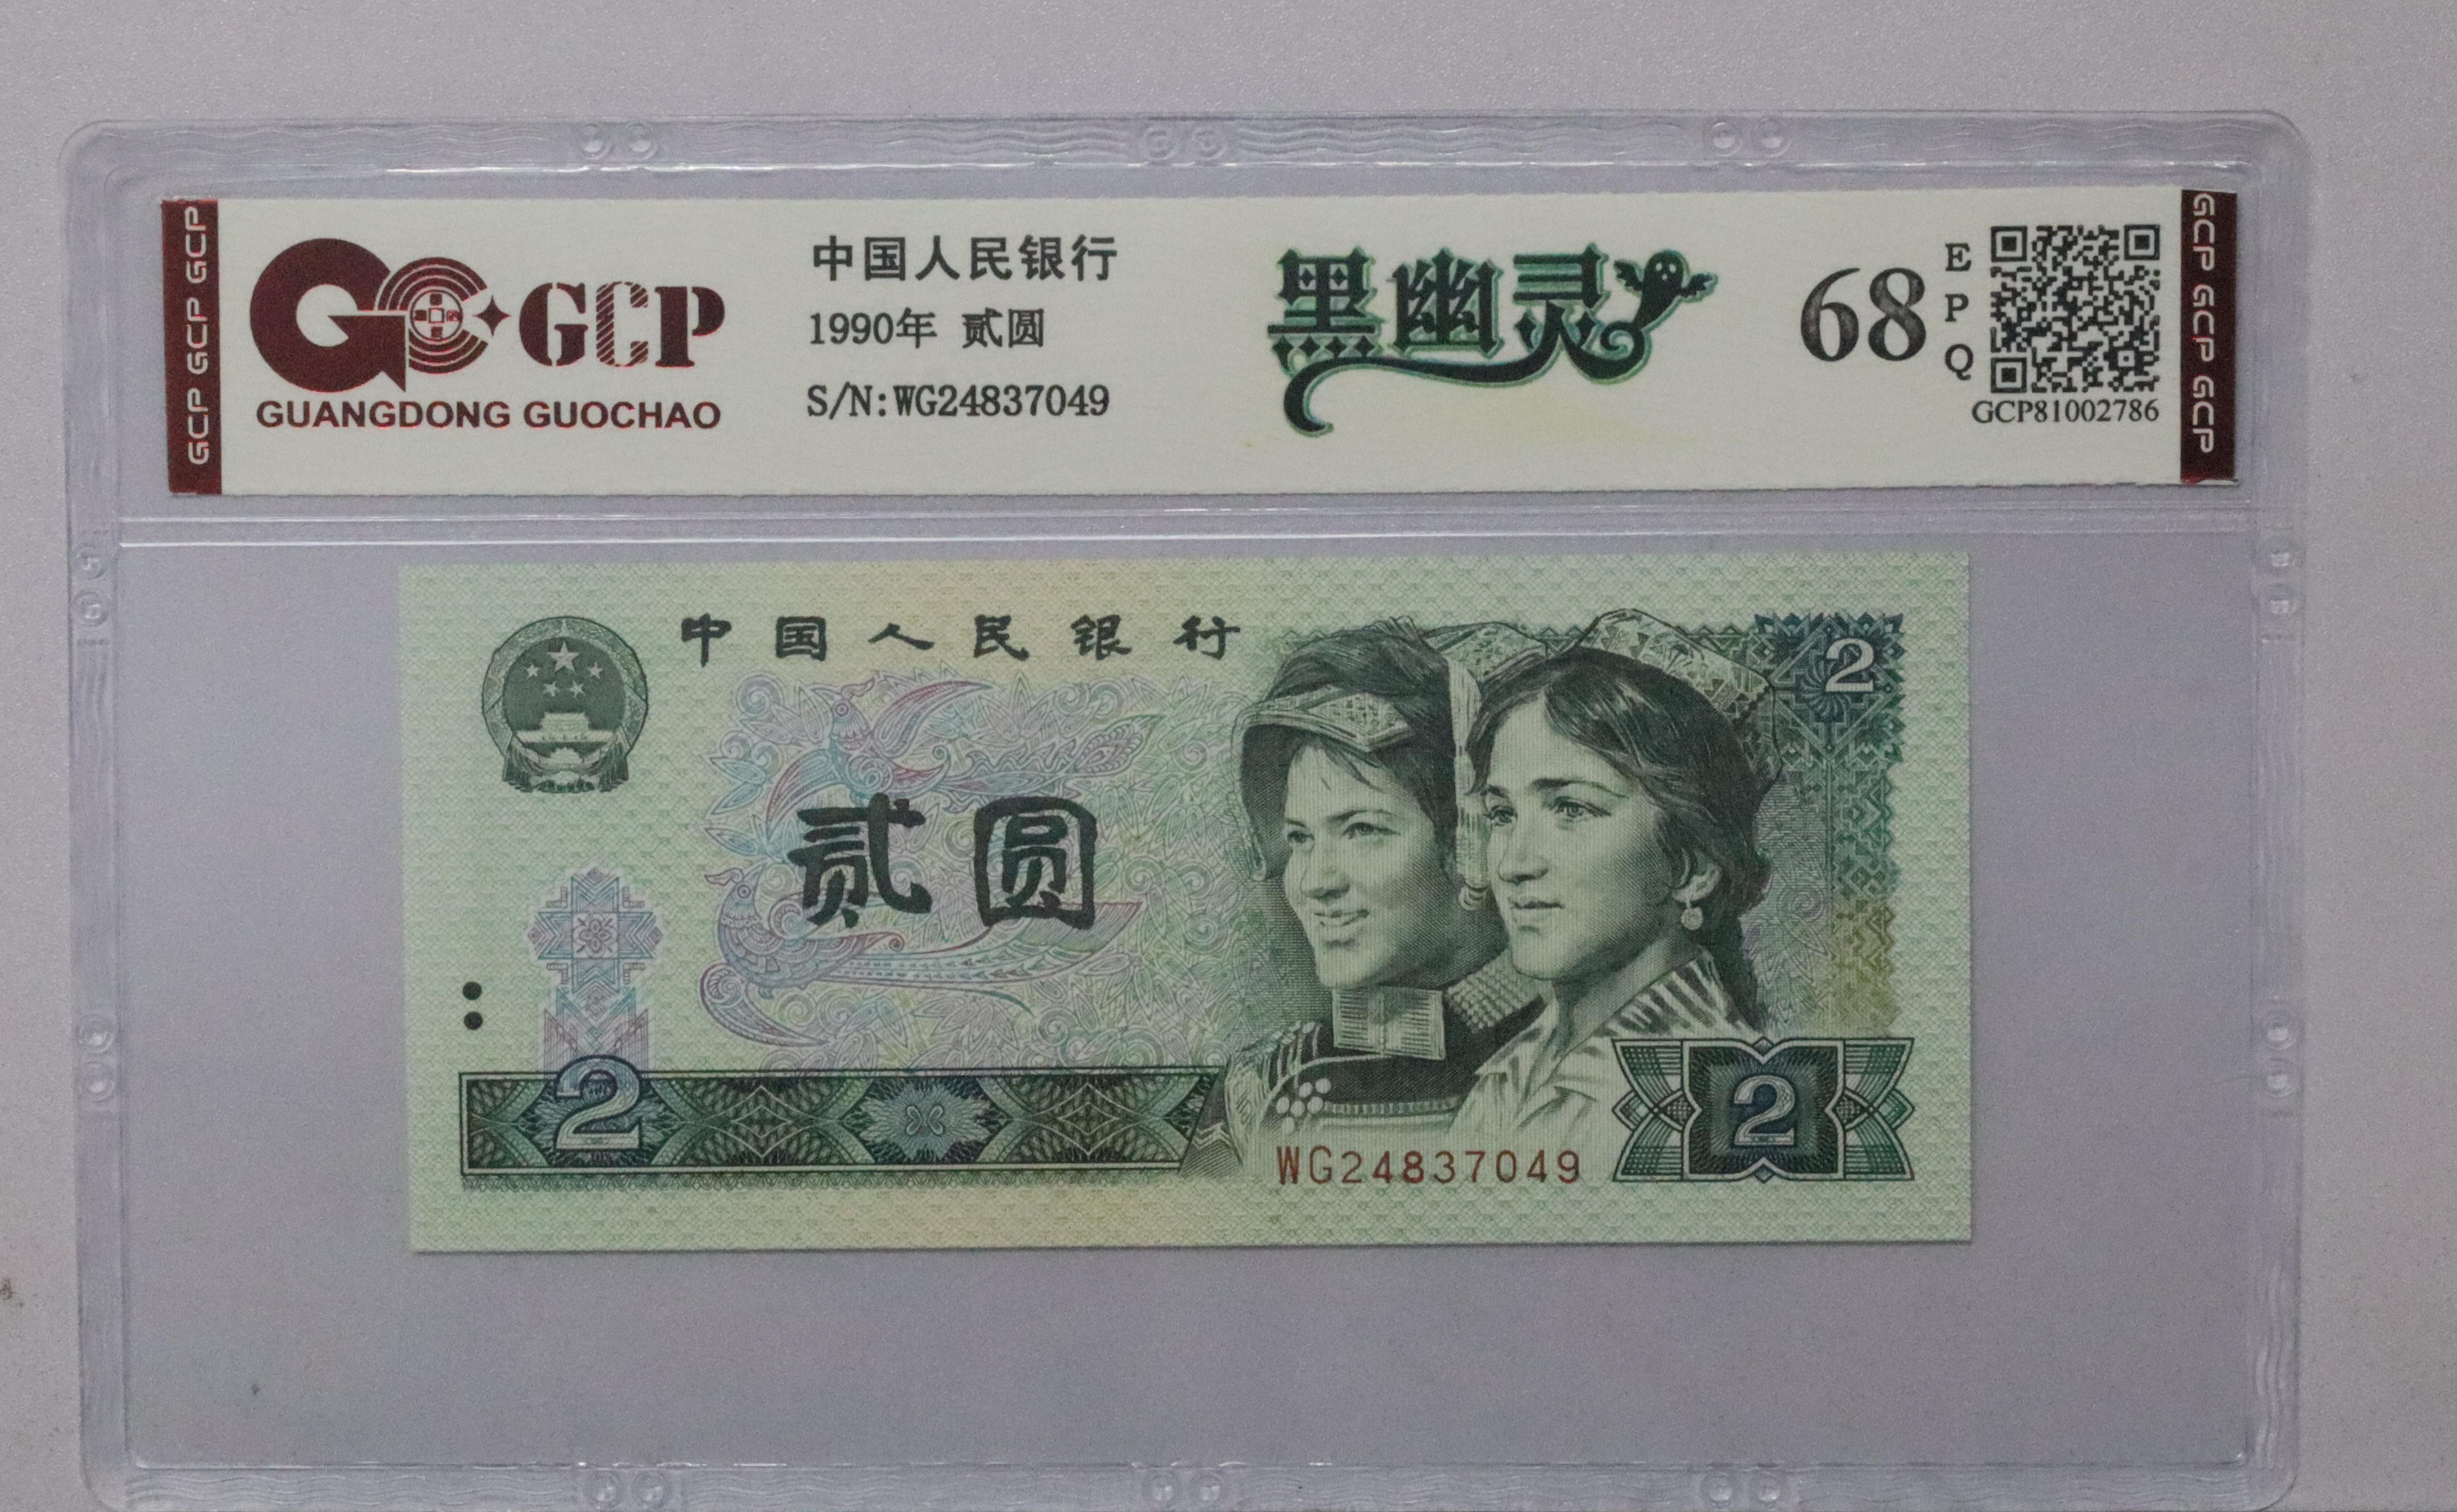 GCP GCP GCP
GCP
GUANGDONG GUOCHAO
中国人民银行
1990年 贰圆
S/N:WG24837049
黑幽灵
68
EPQ
GCP81002786
GCP GCP GCP
中国人民银行
2
贰圆
2
WG24837049
2